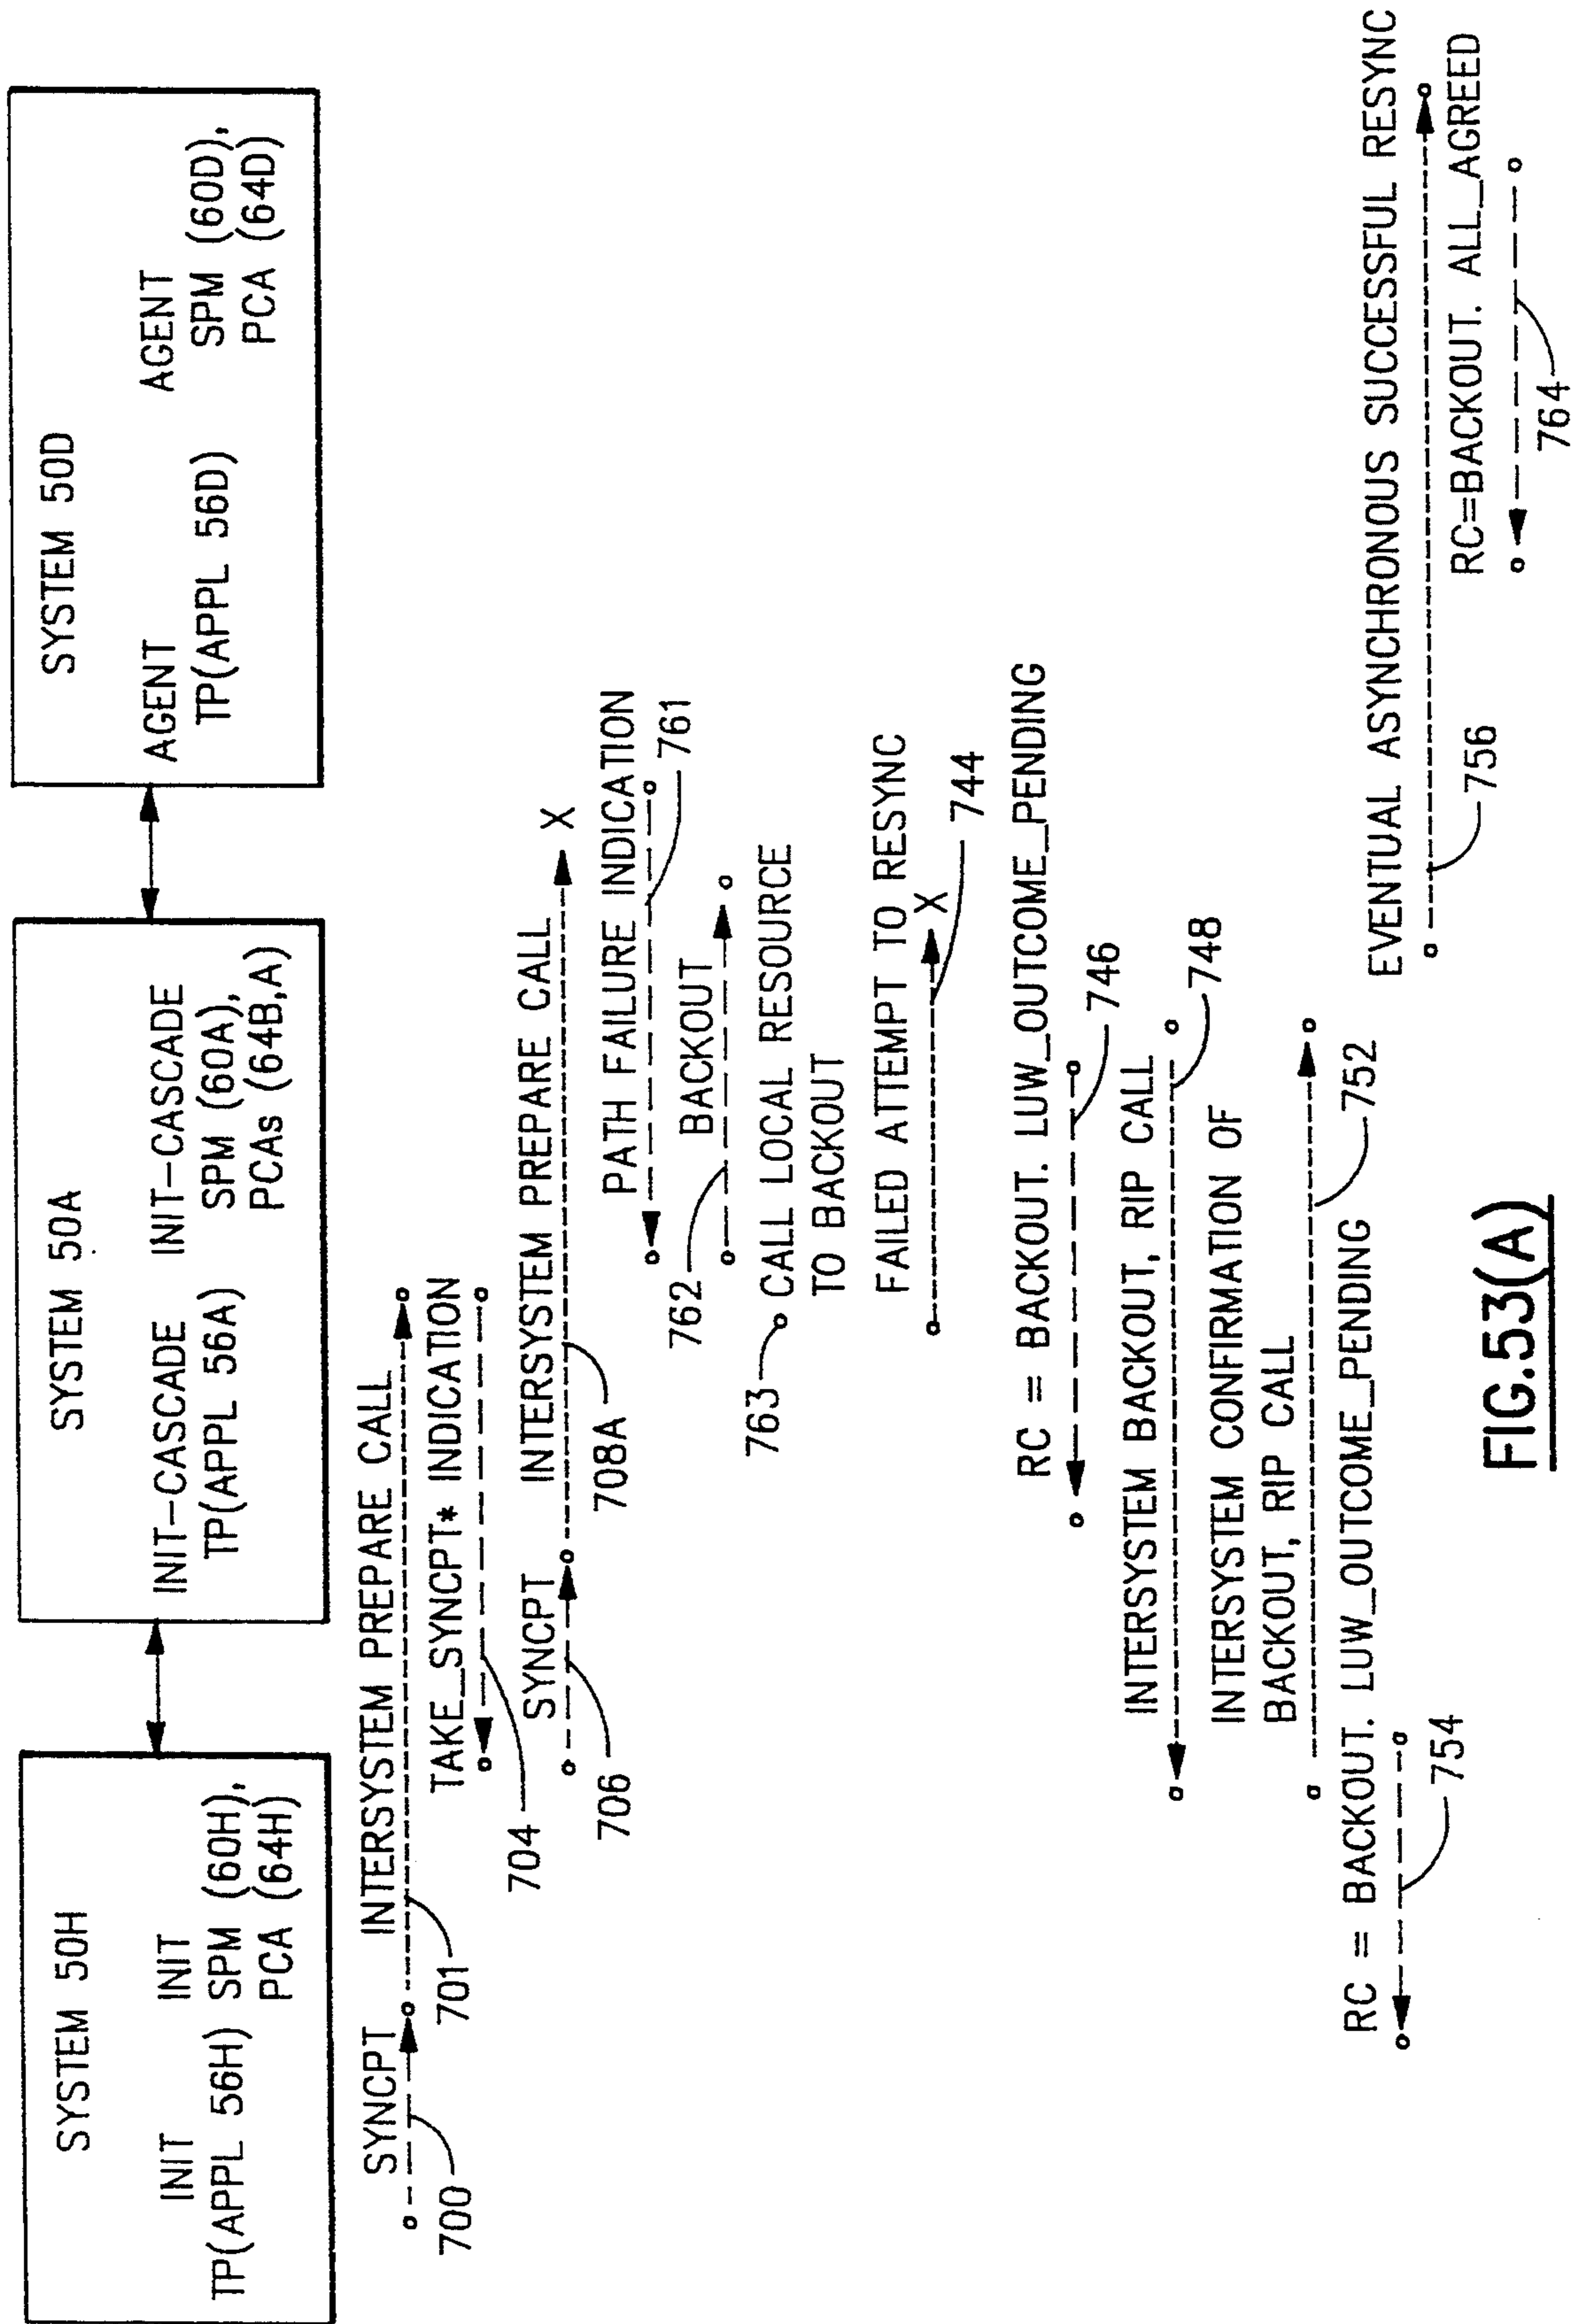 SYSTEM 50H
INIT INIT
TP(APPL 56H) SPM (60H),
PCA (64H)
SYSTEM 50A
INIT-CASCADE INIT-CASCADE
TP(APPL 56A) SPM (60A),
PCAs (64B,A)
SYSTEM 50D
AGENT AGENT
TP(APPL 56D) SPM (60D),
PCA (64D)
SYNCPT INTERSYSTEM PREPARE CALL
700
701
TAKE_SYNCPT* INDICATION
704
SYNCPT INTERSYSTEM PREPARE CALL
X
706
708A
PATH FAILURE INDICATION
761
BACKOUT
762
763 CALL LOCAL RESOURCE
TO BACKOUT
FAILED ATTEMPT TO RESYNC
X
744
RC = BACKOUT. LUW_OUTCOME_PENDING
746
INTERSYSTEM BACKOUT, RIP CALL
748
INTERSYSTEM CONFIRMATION OF
BACKOUT, RIP CALL
752
RC = BACKOUT. LUW_OUTCOME_PENDING
754
EVENTUAL ASYNCHRONOUS SUCCESSFUL RESYNC
756
RC=BACKOUT. ALL_AGREED
764
FIG.53(A)